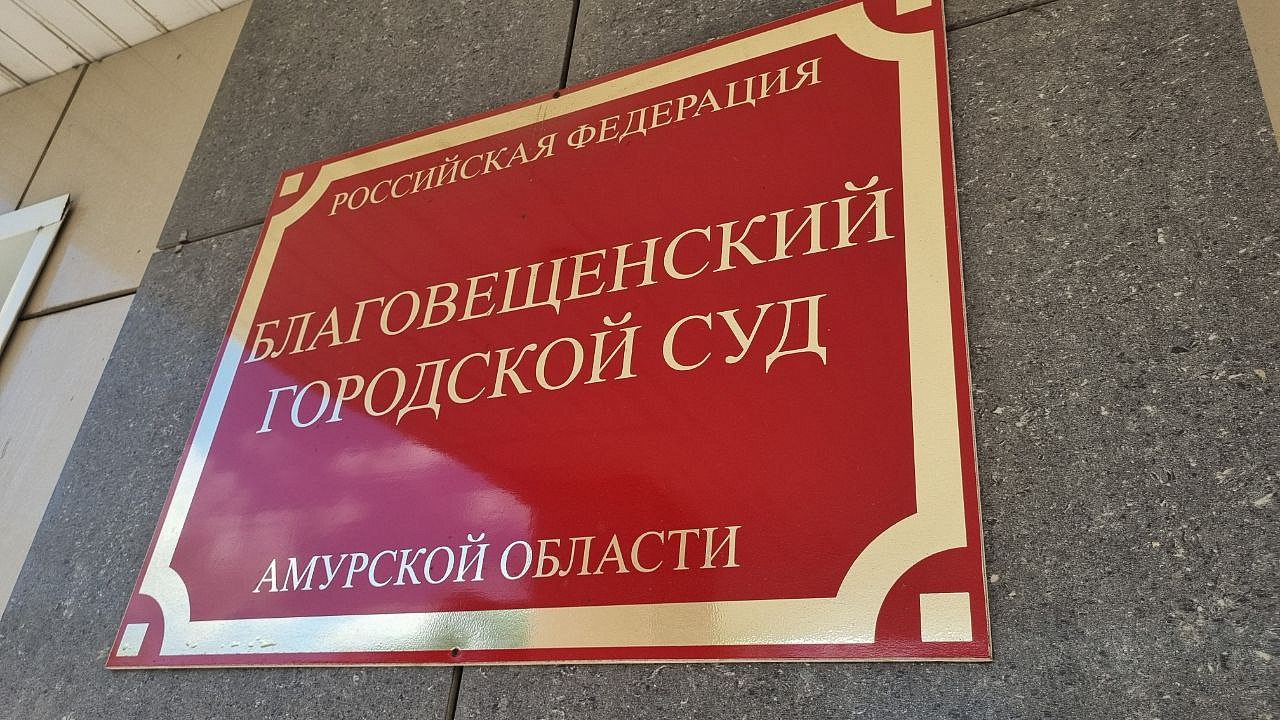 РОССИЙСКАЯ ФЕДЕРАЦИЯ
БЛАГОВЕЩЕНСКИЙ
ГОРОДСКОЙ СУД
АМУРСКОЙ ОБЛАСТИ